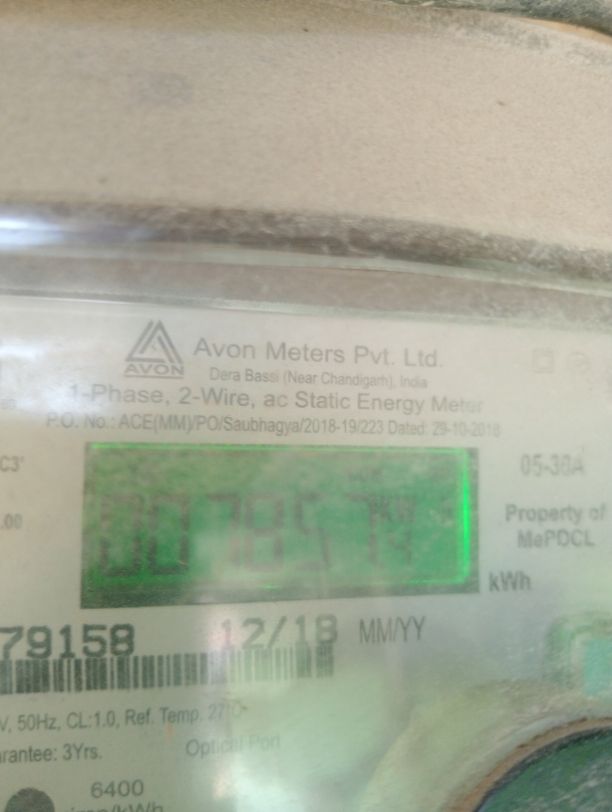 AVON
Avon Meters Pvt. Ltd.
Dera Bassi (Near Chandigarh), India
1-Phase, 2-Wire, ac Static Energy Meter
P.O. No.: ACE(MM)/PO/Saubhagya/2018-19/223 Dated: 29-10-2018
C3'
05-30A
.00
Property of
MePDCL
kWh
79158 12/18 MM/YY
V, 50Hz, CL:1.0, Ref. Temp.
arantee: 3Yrs. Optical Port
6400